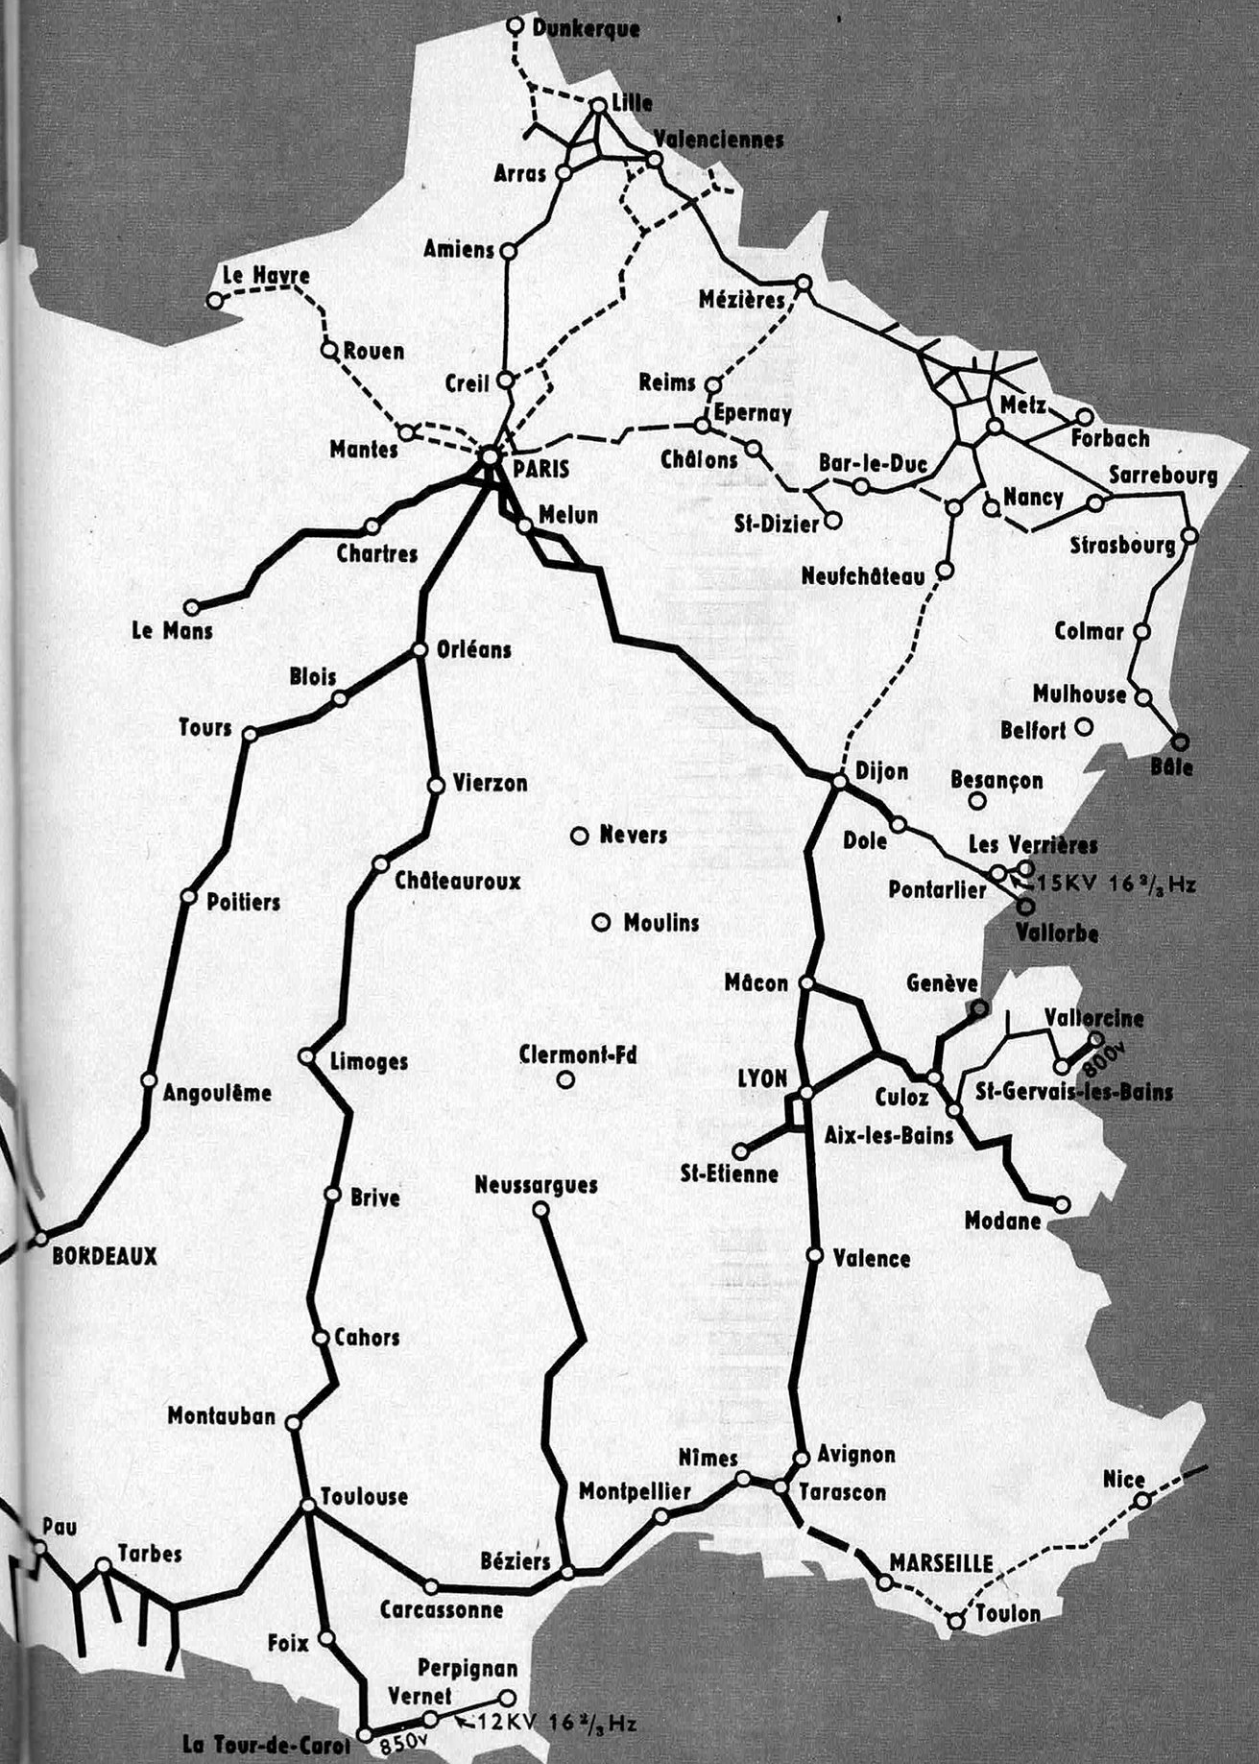 Dunkerque
Lille
Valenciennes
Arras
Amiens
Le Havre
Mézières
Rouen
Creil
Reims
Epernay
Metz
Forbach
Mantes
PARIS
Châlons
Bar-le-Duc
Sarrebourg
Nancy
Melun
St-Dizier
Strasbourg
Chartres
Neufchâteau
Le Mans
Colmar
Orléans
Blois
Mulhouse
Tours
Belfort
Bâle
Dijon
Besançon
Vierzon
Nevers
Dole
Les Verrières
Châteauroux
Pontarlier
15KV 16 2/3 Hz
Poitiers
Moulins
Vallorbe
Mâcon
Genève
Vallorcine
Limoges
Clermont-Fd
800v
LYON
Culoz
St-Gervais-les-Bains
Angoulême
Aix-les-Bains
St-Etienne
Neussargues
Brive
Modane
BORDEAUX
Valence
Cahors
Montauban
Avignon
Nîmes
Nice
Toulouse
Montpellier
Tarascon
Pau
Tarbes
Béziers
MARSEILLE
Carcassonne
Toulon
Foix
Perpignan
Vernet
12KV 16 2/3 Hz
La Tour-de-Carol
850v